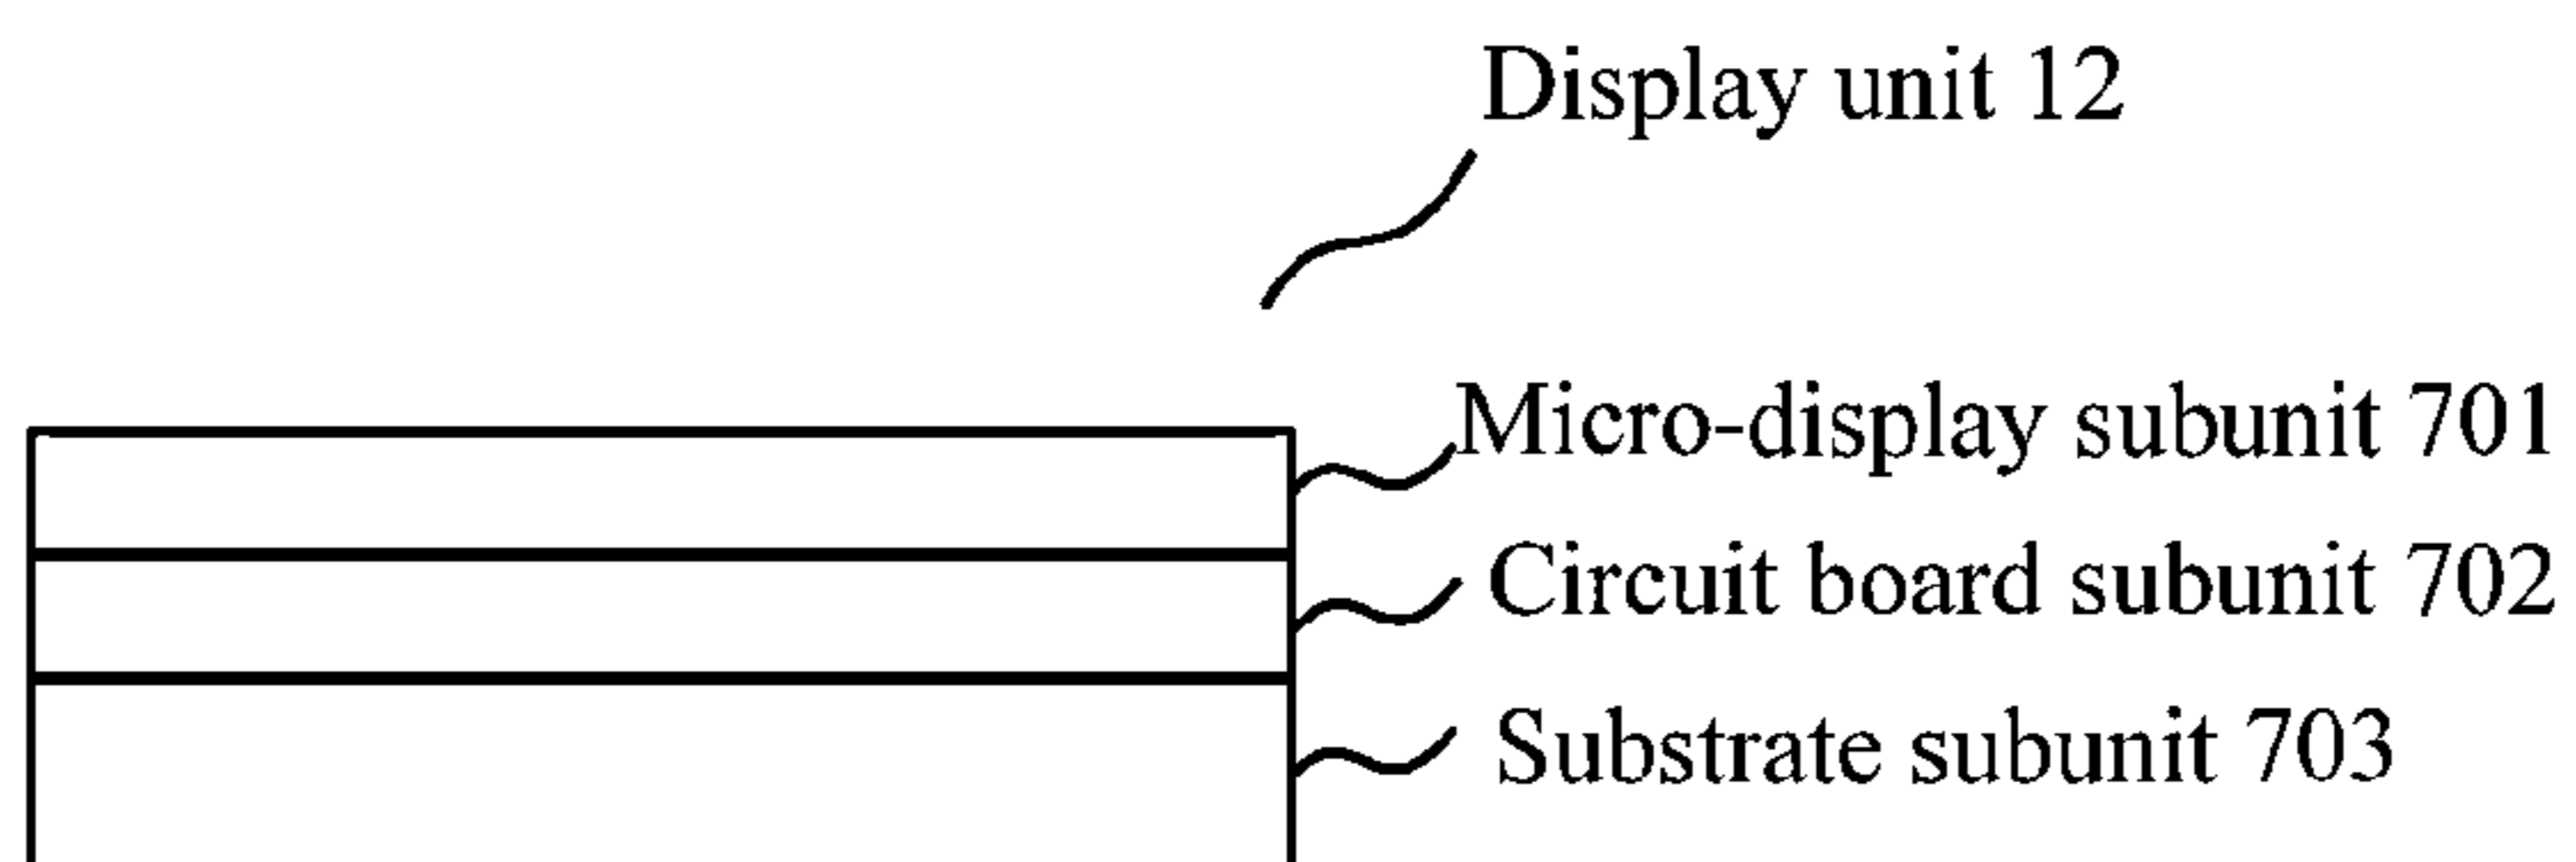 Display unit 12
Micro-display subunit 701
Circuit board subunit 702
Substrate subunit 703